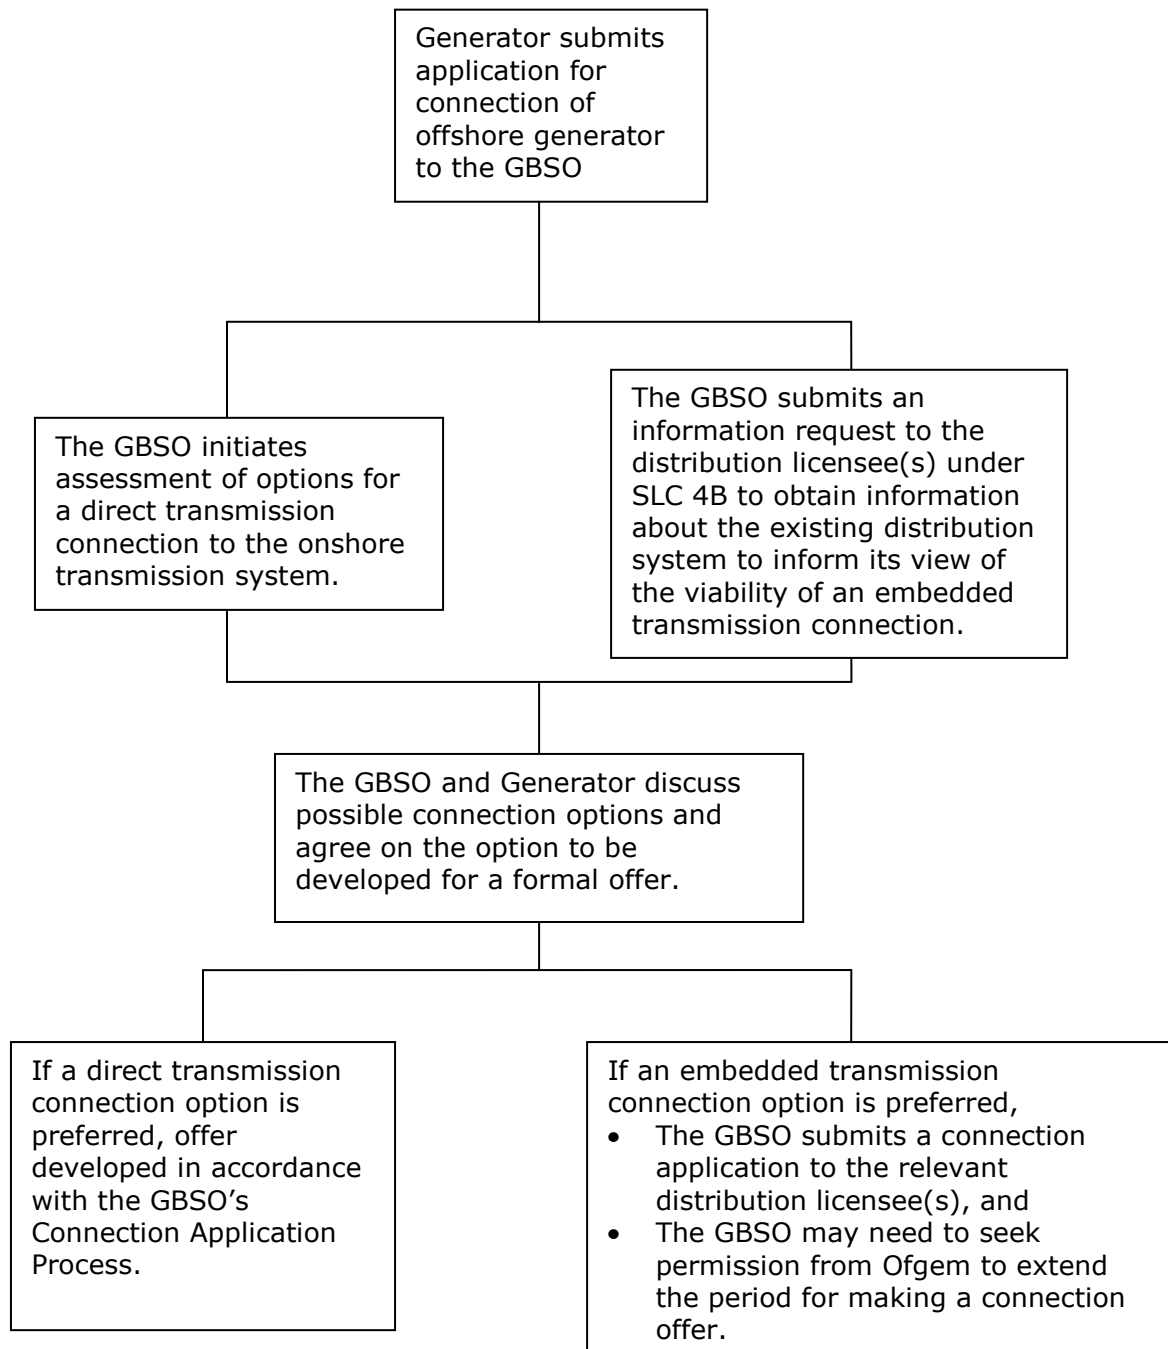 Generator submits
application for
connection of
offshore generator
to the GBSO
The GBSO initiates
assessment of options for
a direct transmission
connection to the onshore
transmission system.
The GBSO submits an
information request to the
distribution licensee(s) under
SLC 4B to obtain information
about the existing distribution
system to inform its view of
the viability of an embedded
transmission connection.
The GBSO and Generator discuss
possible connection options and
agree on the option to be
developed for a formal offer.
If a direct transmission
connection option is
preferred, offer
developed in accordance
with the GBSO’s
Connection Application
Process.
If an embedded transmission
connection option is preferred,
• The GBSO submits a connection
application to the relevant
distribution licensee(s), and
• The GBSO may need to seek
permission from Ofgem to extend
the period for making a connection
offer.